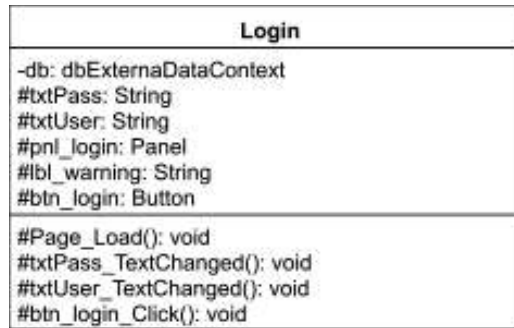 Login
-db: dbExternaDataContext
#txtPass: String
#txtUser: String
#pnl_login: Panel
#lbl_warning: String
#btn_login: Button
#Page_Load(): void
#txtPass_TextChanged(): void
#txtUser_TextChanged(): void
#btn_login_Click(): void